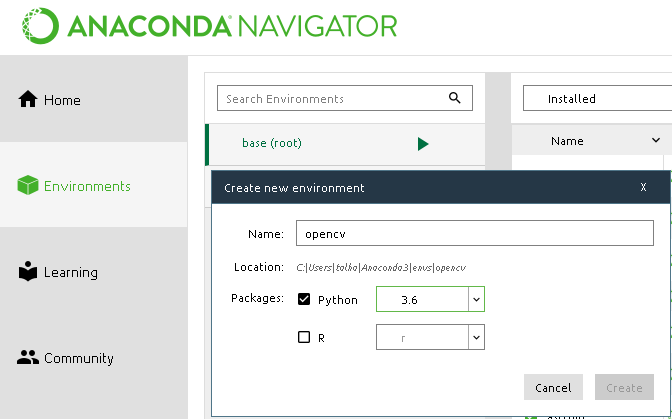 ANACONDA NAVIGATOR
Home
Search Environments
Installed
base (root)
Name
Environments
Create new environment
X
Name:
opencv
Location:
C:\Users\talha\Anaconda3\envs\opencv
Packages:
Python
3.6
R
r
Learning
Community
Cancel
Create